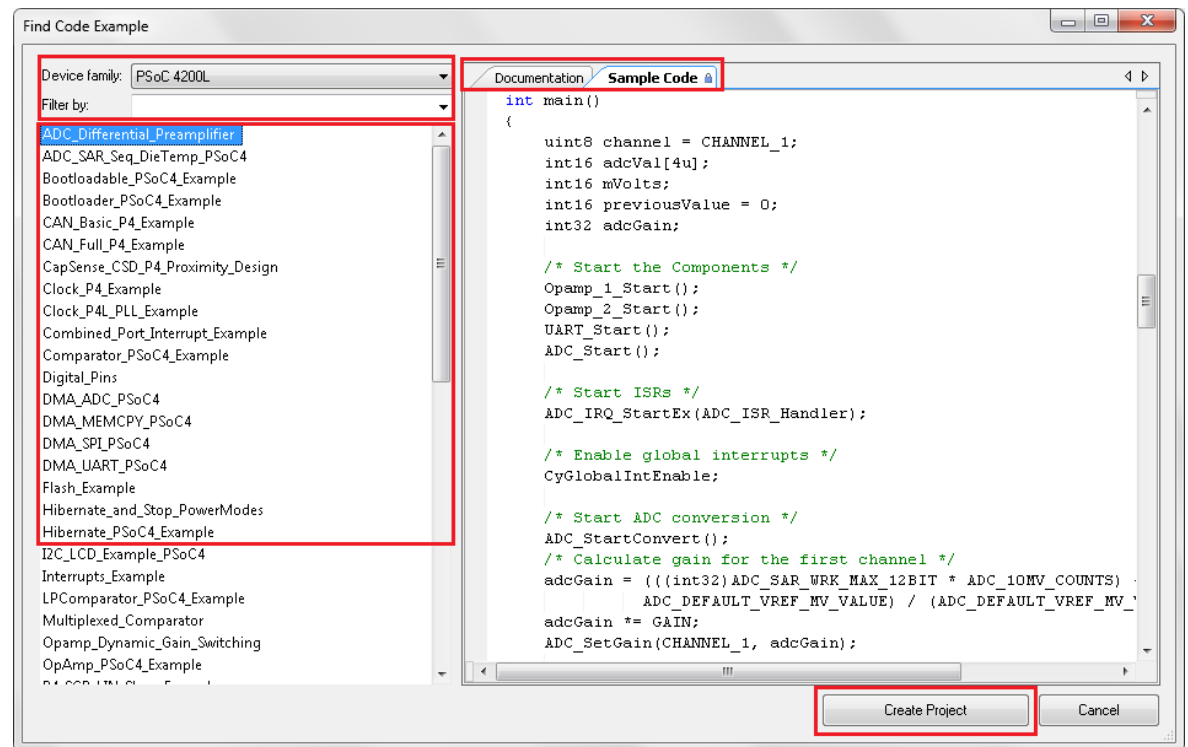 Find Code Example
Device family: PSoC 4200L
Filter by:
ADC_Differential_Preamplifier
ADC_SAR_Seq_DieTemp_PSoC4
Bootloadable_PSoC4_Example
Bootloader_PSoC4_Example
CAN_Basic_P4_Example
CAN_Full_P4_Example
CapSense_CSD_P4_Proximity_Design
Clock_P4_Example
Clock_P4L_PLL_Example
Combined_Port_Interrupt_Example
Comparator_PSoC4_Example
Digital_Pins
DMA_ADC_PSoC4
DMA_MEMCPY_PSoC4
DMA_SPI_PSoC4
DMA_UART_PSoC4
Flash_Example
Hibernate_and_Stop_PowerModes
Hibernate_PSoC4_Example
I2C_LCD_Example_PSoC4
Interrupts_Example
LPComparator_PSoC4_Example
Multiplexed_Comparator
Opamp_Dynamic_Gain_Switching
OpAmp_PSoC4_Example
Documentation Sample Code
int main()
{
uint8 channel = CHANNEL_1;
int16 adcVal[4u];
int16 mVolts;
int16 previousValue = 0;
int32 adcGain;
/* Start the Components */
Opamp_1_Start();
Opamp_2_Start();
UART_Start();
ADC_Start();
/* Start ISRs */
ADC_IRQ_StartEx(ADC_ISR_Handler);
/* Enable global interrupts */
CyGlobalIntEnable;
/* Start ADC conversion */
ADC_StartConvert();
/* Calculate gain for the first channel */
adcGain = (((int32)ADC_SAR_WRK_MAX_12BIT * ADC_10MV_COUNTS)
ADC_DEFAULT_VREF_MV_VALUE) / (ADC_DEFAULT_VREF_MV_
adcGain *= GAIN;
ADC_SetGain(CHANNEL_1, adcGain);
Create Project Cancel